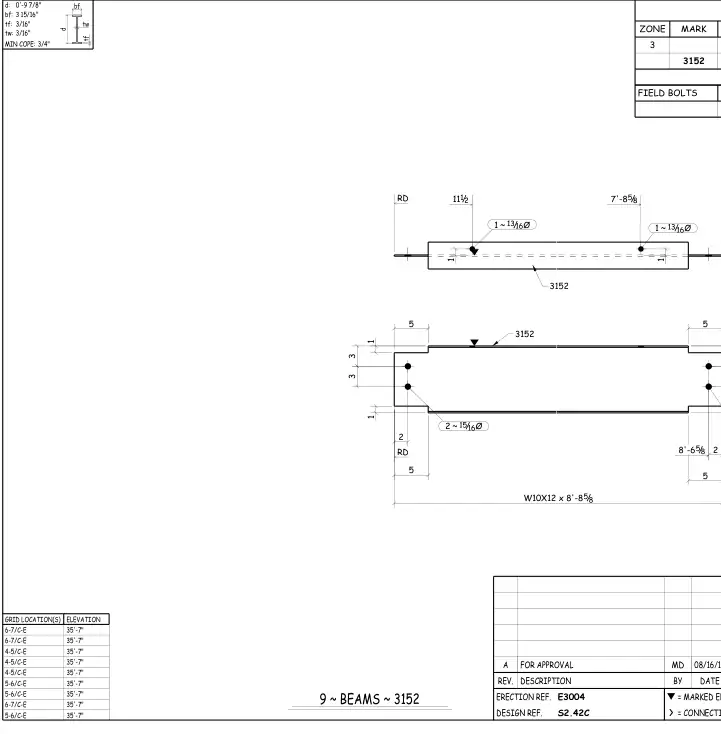 d: 0'-9 7/8"
bf: 3 15/16"
tf: 3/16"
tw: 3/16"
MIN COPE: 3/4"
bf
d
tw
tf
ZONE MARK
3
3152
FIELD BOLTS
RD 11½ 7'-8⅝
1 ~ 13/16Ø 1 ~ 13/16Ø
1 1
3152
5 5
3152
1
3
3
1
2 ~ 15/16Ø
2
RD 8'-6⅝ 2
5 5
W10X12 x 8'-8⅝
GRID LOCATION(S) ELEVATION
6-7/C-E 35'-7"
6-7/C-E 35'-7"
4-5/C-E 35'-7"
4-5/C-E 35'-7"
4-5/C-E 35'-7"
5-6/C-E 35'-7"
5-6/C-E 35'-7"
6-7/C-E 35'-7"
5-6/C-E 35'-7"
9 ~ BEAMS ~ 3152
A FOR APPROVAL MD 08/16/1
REV. DESCRIPTION BY DATE
ERECTION REF. E3004 ▼ = MARKED E
DESIGN REF. S2.42C > = CONNECTI